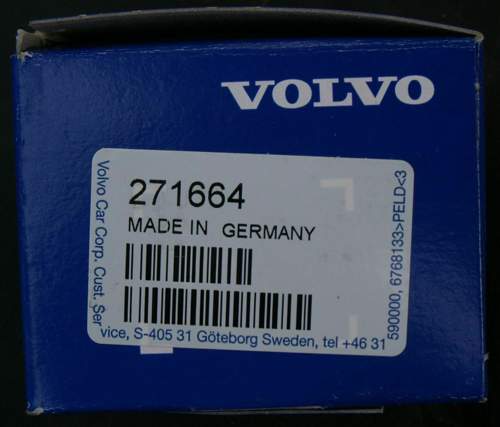 VOLVO
271664
MADE IN GERMANY
Volvo Car Corp. Cust. Ser
vice, S-405 31 Göteborg Sweden, tel +46 31
590000, 6768133>PELD<3